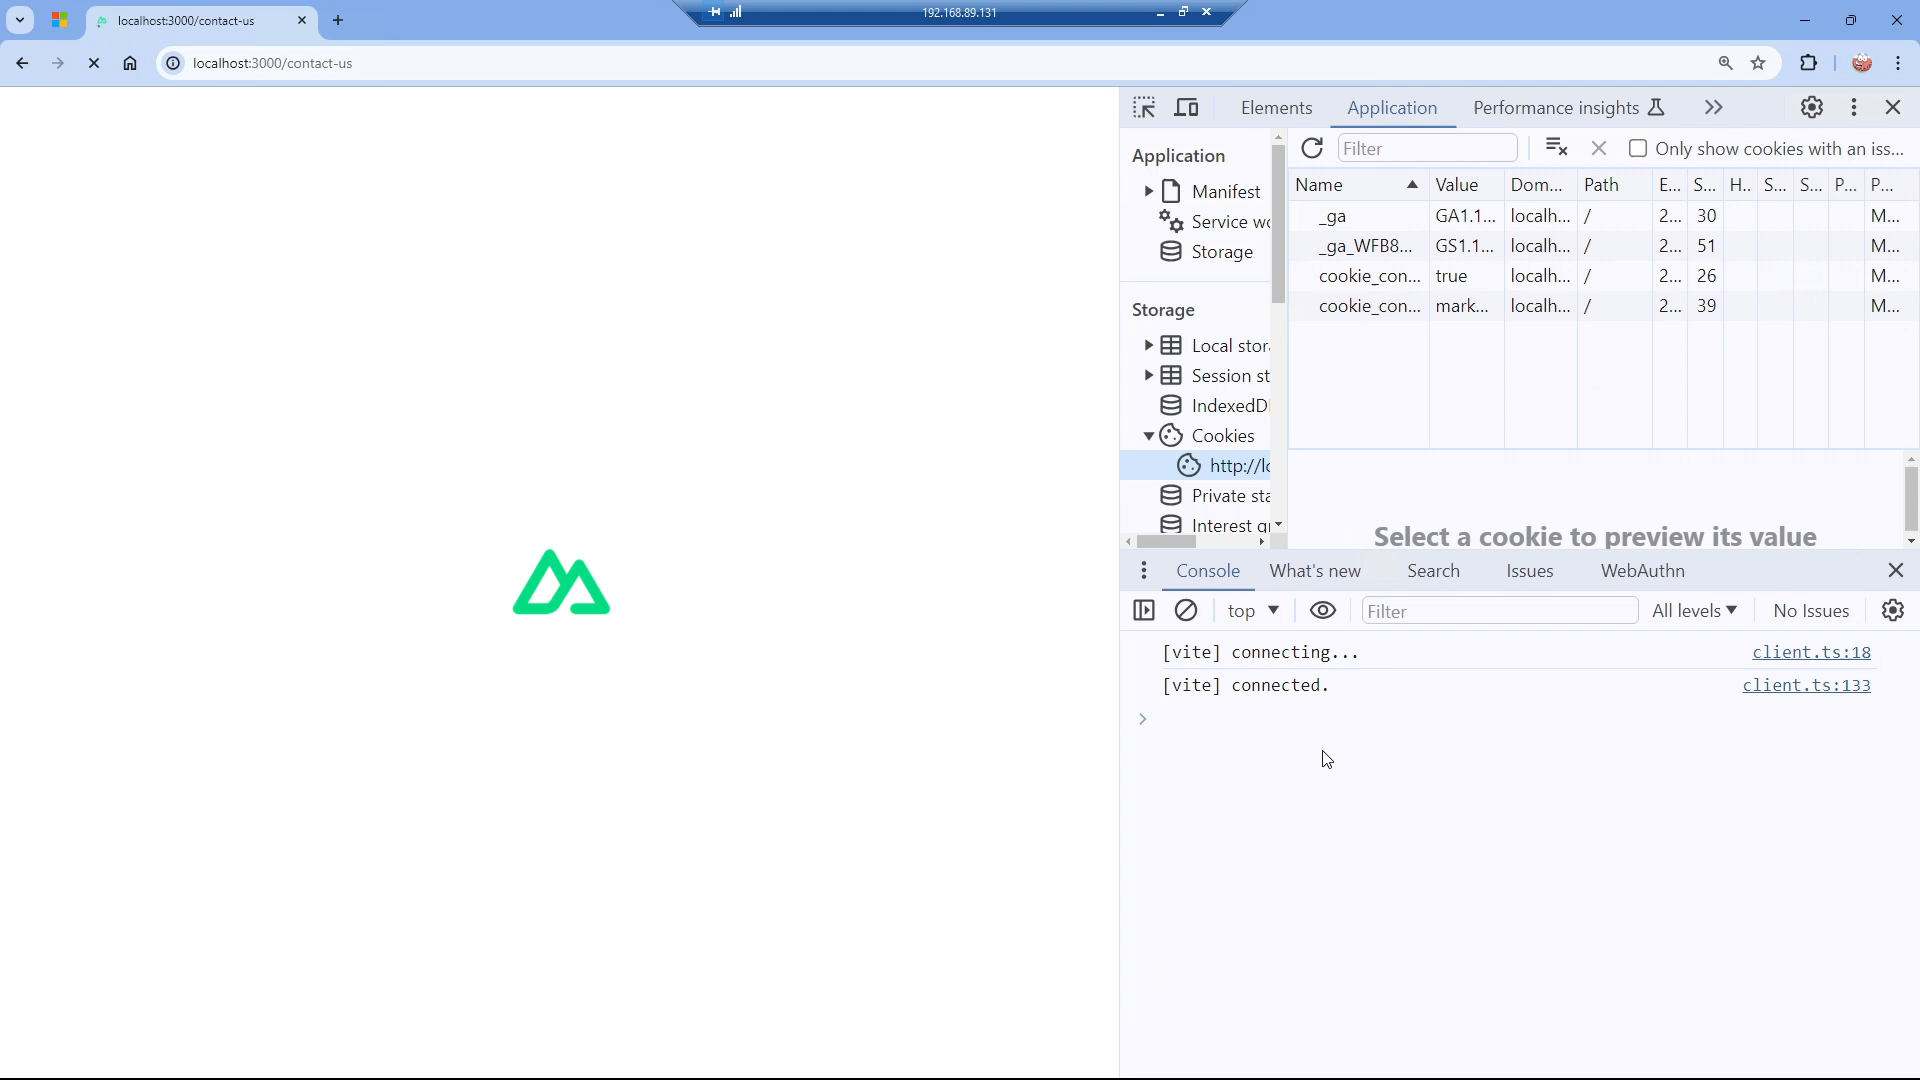 localhost:3000/contact-us
192.168.89.131
localhost:3000/contact-us
Elements
Application
Performance insights
Application
Manifest
Service wo
Storage
Storage
Local stora
Session st
IndexedD
Cookies
http://lo
Private sta
Interest g
Filter
Only show cookies with an iss...
Name Value Dom... Path E... S... H.. S... S... P... P...
_ga GA1.1... localh... / 2... 30 M...
_ga_WFB8... GS1.1... localh... / 2... 51 M...
cookie_con... true localh... / 2... 26 M...
cookie_con... mark... localh... / 2... 39 M...
Select a cookie to preview its value
Console
What's new
Search
Issues
WebAuthn
top
Filter
All levels
No Issues
[vite] connecting... client.ts:18
[vite] connected. client.ts:133